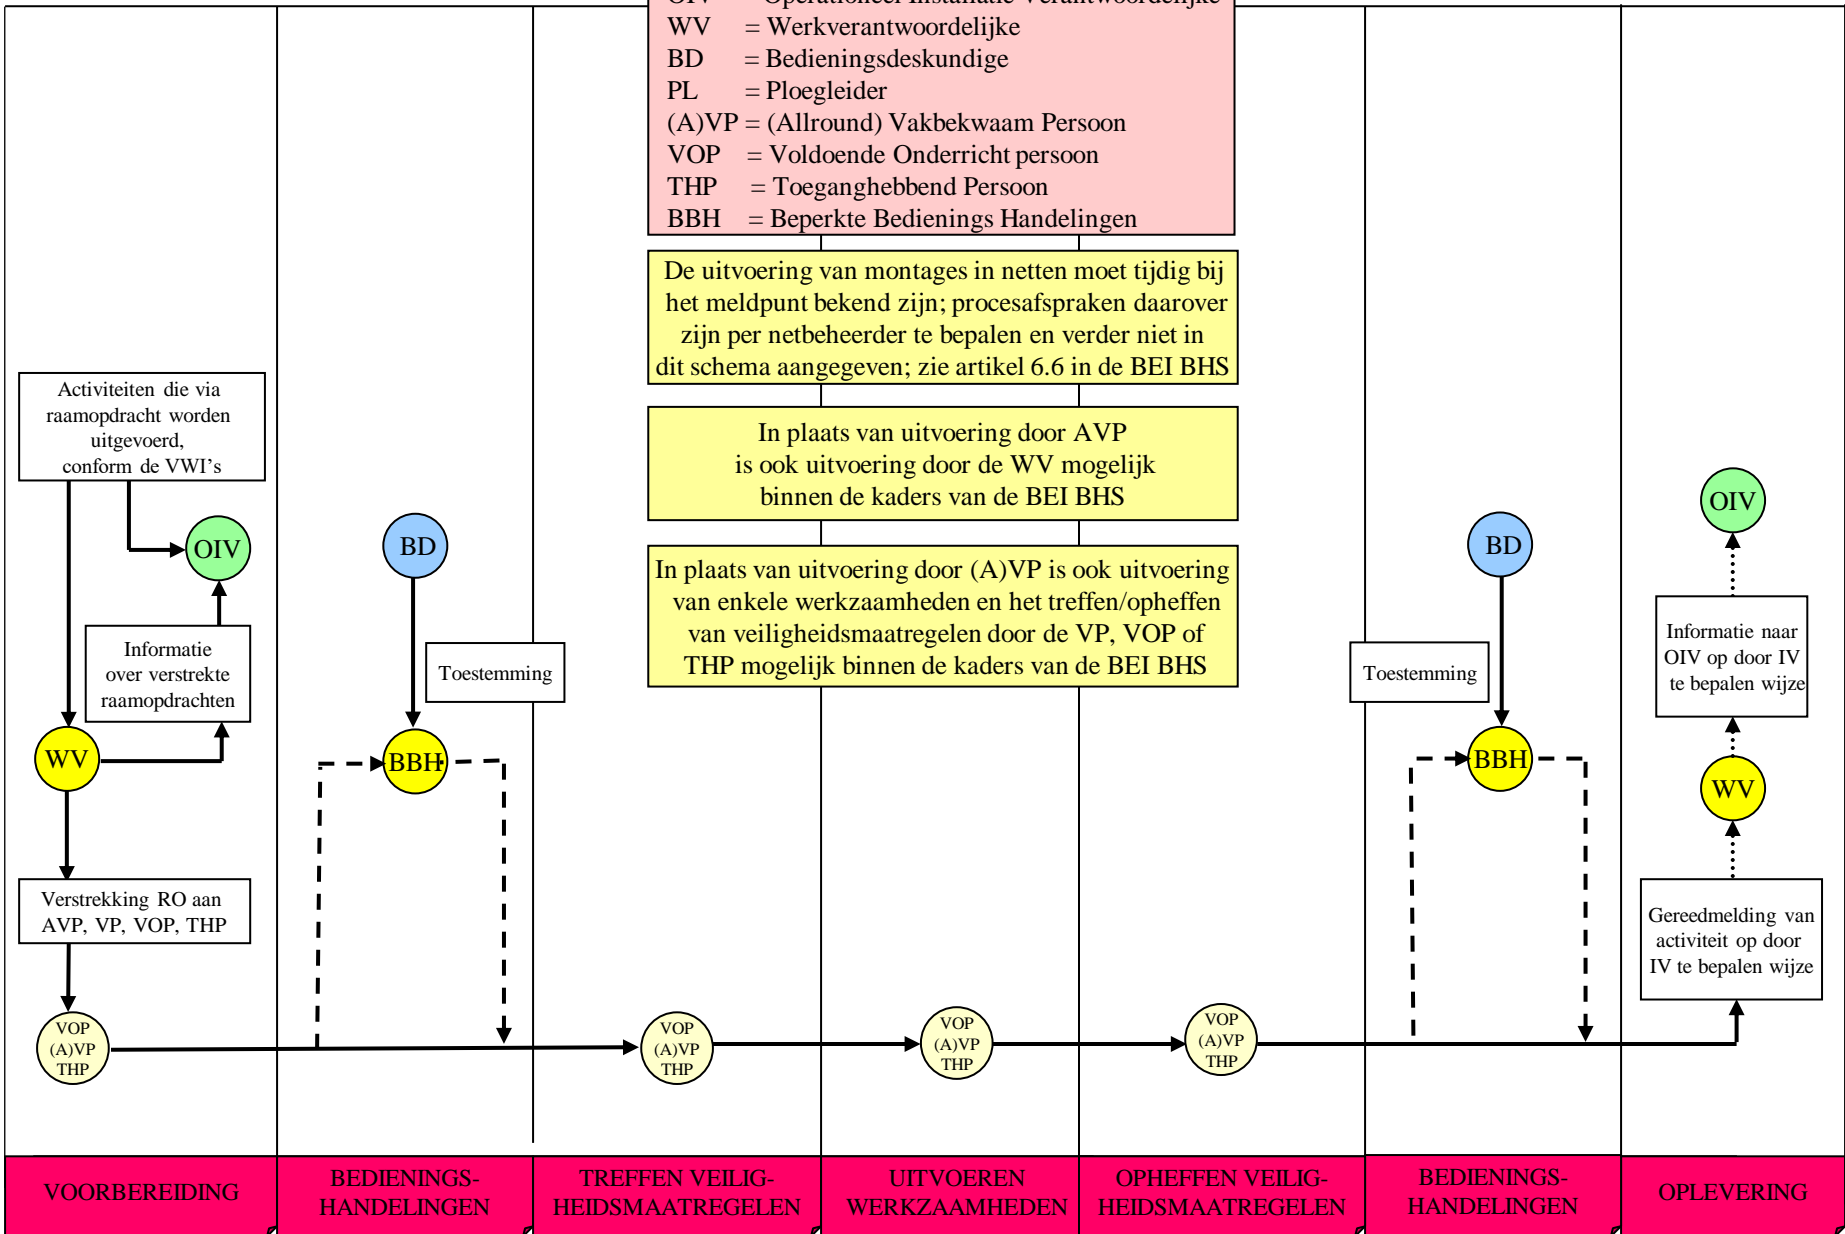 OIV = Operationeel Installatie Verantwoordelijke
WV = Werkverantwoordelijke
BD = Bedieningsdeskundige
PL = Ploegleider
(A)VP = (Allround) Vakbekwaam Persoon
VOP = Voldoende Onderricht persoon
THP = Toeganghebbend Persoon
BBH = Beperkte Bedienings Handelingen
De uitvoering van montages in netten moet tijdig bij
het meldpunt bekend zijn; procesafspraken daarover
zijn per netbeheerder te bepalen en verder niet in
dit schema aangegeven; zie artikel 6.6 in de BEI BHS
In plaats van uitvoering door AVP
is ook uitvoering door de WV mogelijk
binnen de kaders van de BEI BHS
In plaats van uitvoering door (A)VP is ook uitvoering
van enkele werkzaamheden en het treffen/opheffen
van veiligheidsmaatregelen door de VP, VOP of
THP mogelijk binnen de kaders van de BEI BHS
Activiteiten die via
raamopdracht worden
uitgevoerd,
conform de VWI's
OIV
Informatie
over verstrekte
raamopdrachten
WV
Verstrekking RO aan
AVP, VP, VOP, THP
VOP
(A)VP
THP
BD
Toestemming
BBH
VOP
(A)VP
THP
VOP
(A)VP
THP
VOP
(A)VP
THP
BD
Toestemming
BBH
OIV
Informatie naar
OIV op door IV
te bepalen wijze
WV
Gereedmelding van
activiteit op door
IV te bepalen wijze
VOORBEREIDING
BEDIENINGS-
HANDELINGEN
TREFFEN VEILIG-
HEIDSMAATREGELEN
UITVOEREN
WERKZAAMHEDEN
OPHEFFEN VEILIG-
HEIDSMAATREGELEN
BEDIENINGS-
HANDELINGEN
OPLEVERING